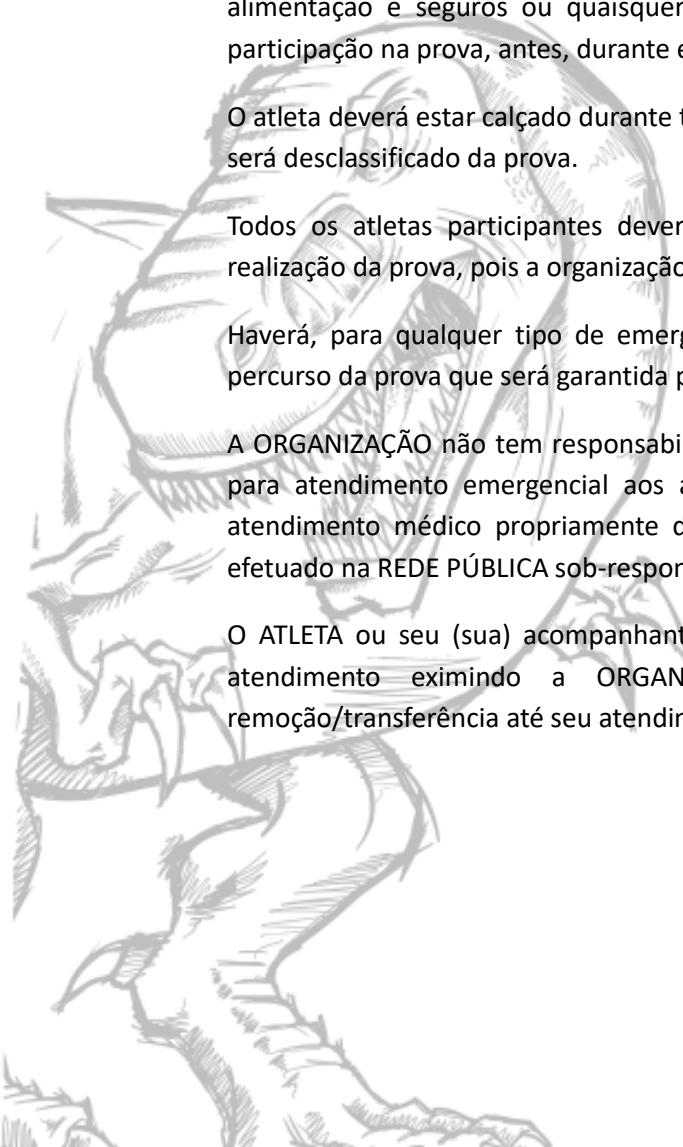 alimentação e seguros ou quaisquer
participação na prova, antes, durante e
O atleta deverá estar calçado durante t
será desclassificado da prova.
Todos os atletas participantes dever
realização da prova, pois a organização
Haverá, para qualquer tipo de emerg
percurso da prova que será garantida p
A ORGANIZAÇÃO não tem responsabi
para atendimento emergencial aos a
atendimento médico propriamente d
efetuado na REDE PÚBLICA sob-respon
O ATLETA ou seu (sua) acompanhant
atendimento eximindo a ORGAN
remoção/transferência até seu atendin